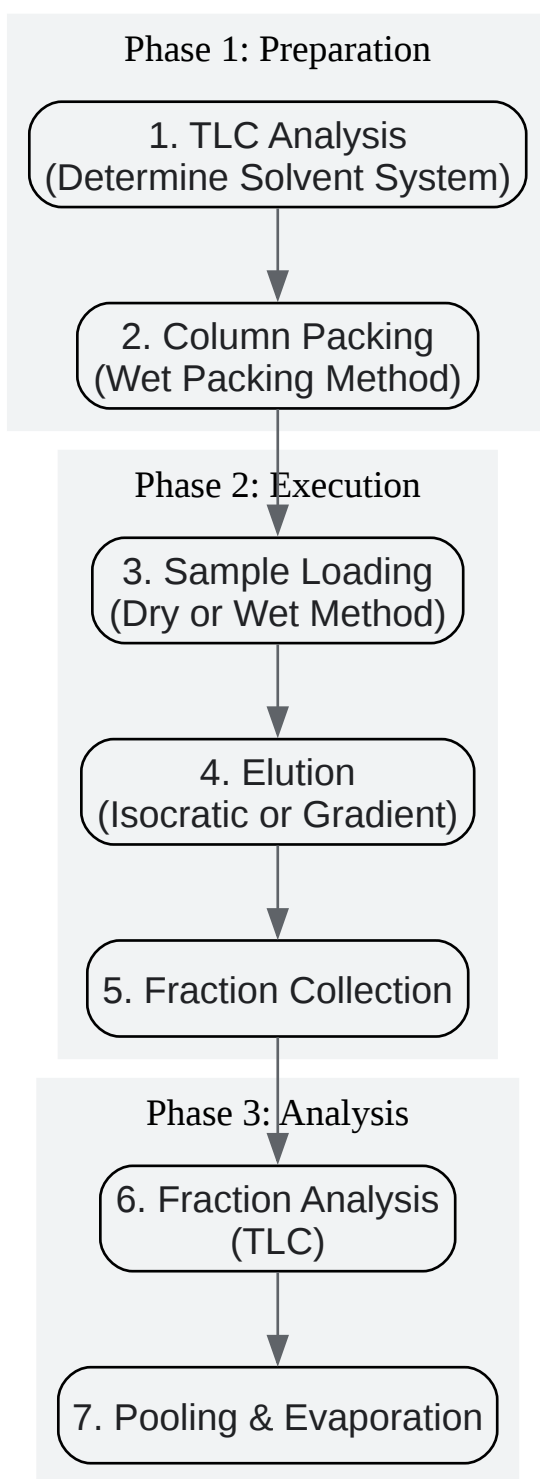 Phase 1: Preparation
1. TLC Analysis
(Determine Solvent System)
2. Column Packing
(Wet Packing Method)
Phase 2: Execution
3. Sample Loading
(Dry or Wet Method)
4. Elution
(Isocratic or Gradient)
5. Fraction Collection
Phase 3: Analysis
6. Fraction Analysis
(TLC)
7. Pooling & Evaporation